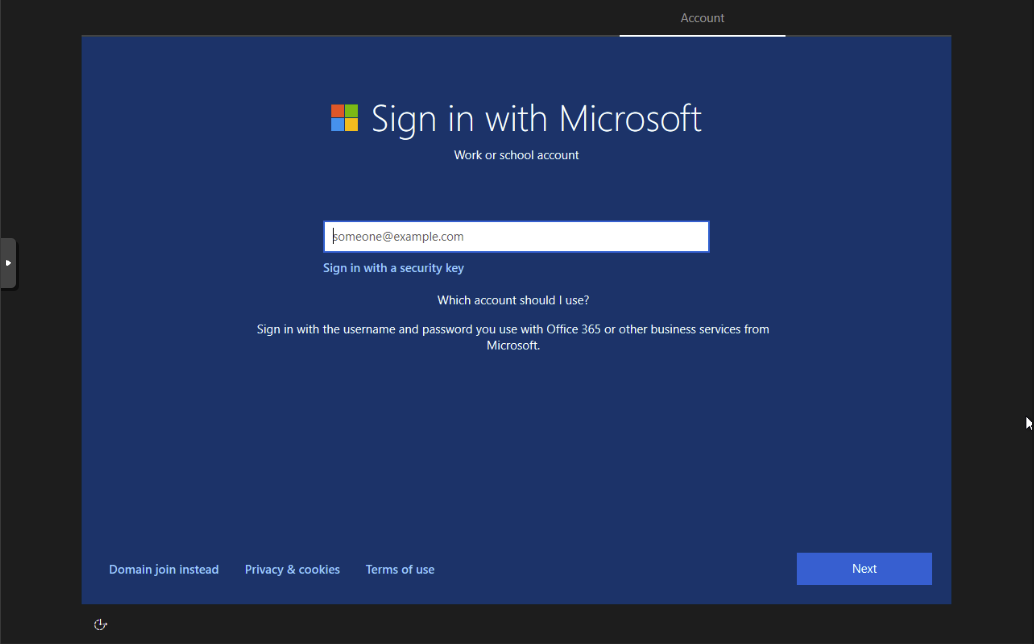 Account
Sign in with Microsoft
Work or school account
someone@example.com
Sign in with a security key
Which account should I use?
Sign in with the username and password you use with Office 365 or other business services from
Microsoft.
Domain join instead
Privacy & cookies
Terms of use
Next